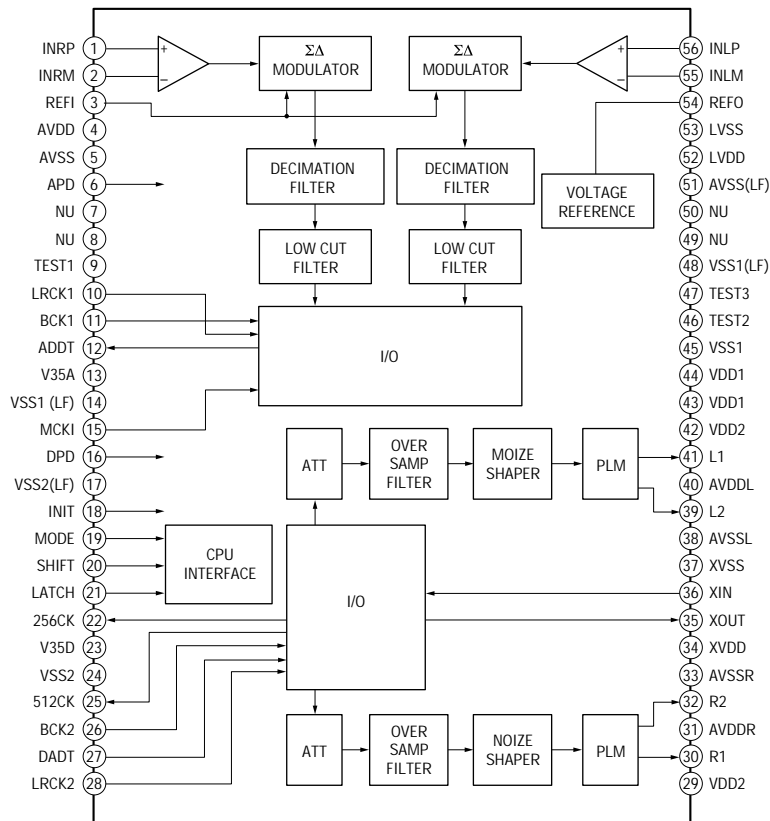 INRP 1
INRM 2
REFI 3
AVDD 4
AVSS 5
APD 6
NU 7
NU 8
TEST1 9
LRCK1 10
BCK1 11
ADDT 12
V35A 13
VSS1 (LF) 14
MCKI 15
DPD 16
VSS2(LF) 17
INIT 18
MODE 19
SHIFT 20
LATCH 21
256CK 22
V35D 23
VSS2 24
512CK 25
BCK2 26
DADT 27
LRCK2 28
+
−
ΣΔ
MODULATOR
ΣΔ
MODULATOR
+
−
DECIMATION
FILTER
DECIMATION
FILTER
VOLTAGE
REFERENCE
LOW CUT
FILTER
LOW CUT
FILTER
I/O
ATT
OVER
SAMP
FILTER
MOIZE
SHAPER
PLM
CPU
INTERFACE
I/O
ATT
OVER
SAMP
FILTER
NOIZE
SHAPER
PLM
56 INLP
55 INLM
54 REFO
53 LVSS
52 LVDD
51 AVSS(LF)
50 NU
49 NU
48 VSS1(LF)
47 TEST3
46 TEST2
45 VSS1
44 VDD1
43 VDD1
42 VDD2
41 L1
40 AVDDL
39 L2
38 AVSSL
37 XVSS
36 XIN
35 XOUT
34 XVDD
33 AVSSR
32 R2
31 AVDDR
30 R1
29 VDD2